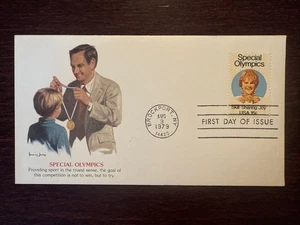 Special
Olympics
Skill · Sharing · Joy
USA 15c
BROCKPORT, NY
AUG
9
1979
14420
FIRST DAY OF ISSUE
SPECIAL OLYMPICS
Providing sport in the truest sense, the goal of
this competition is not to win, but to try.